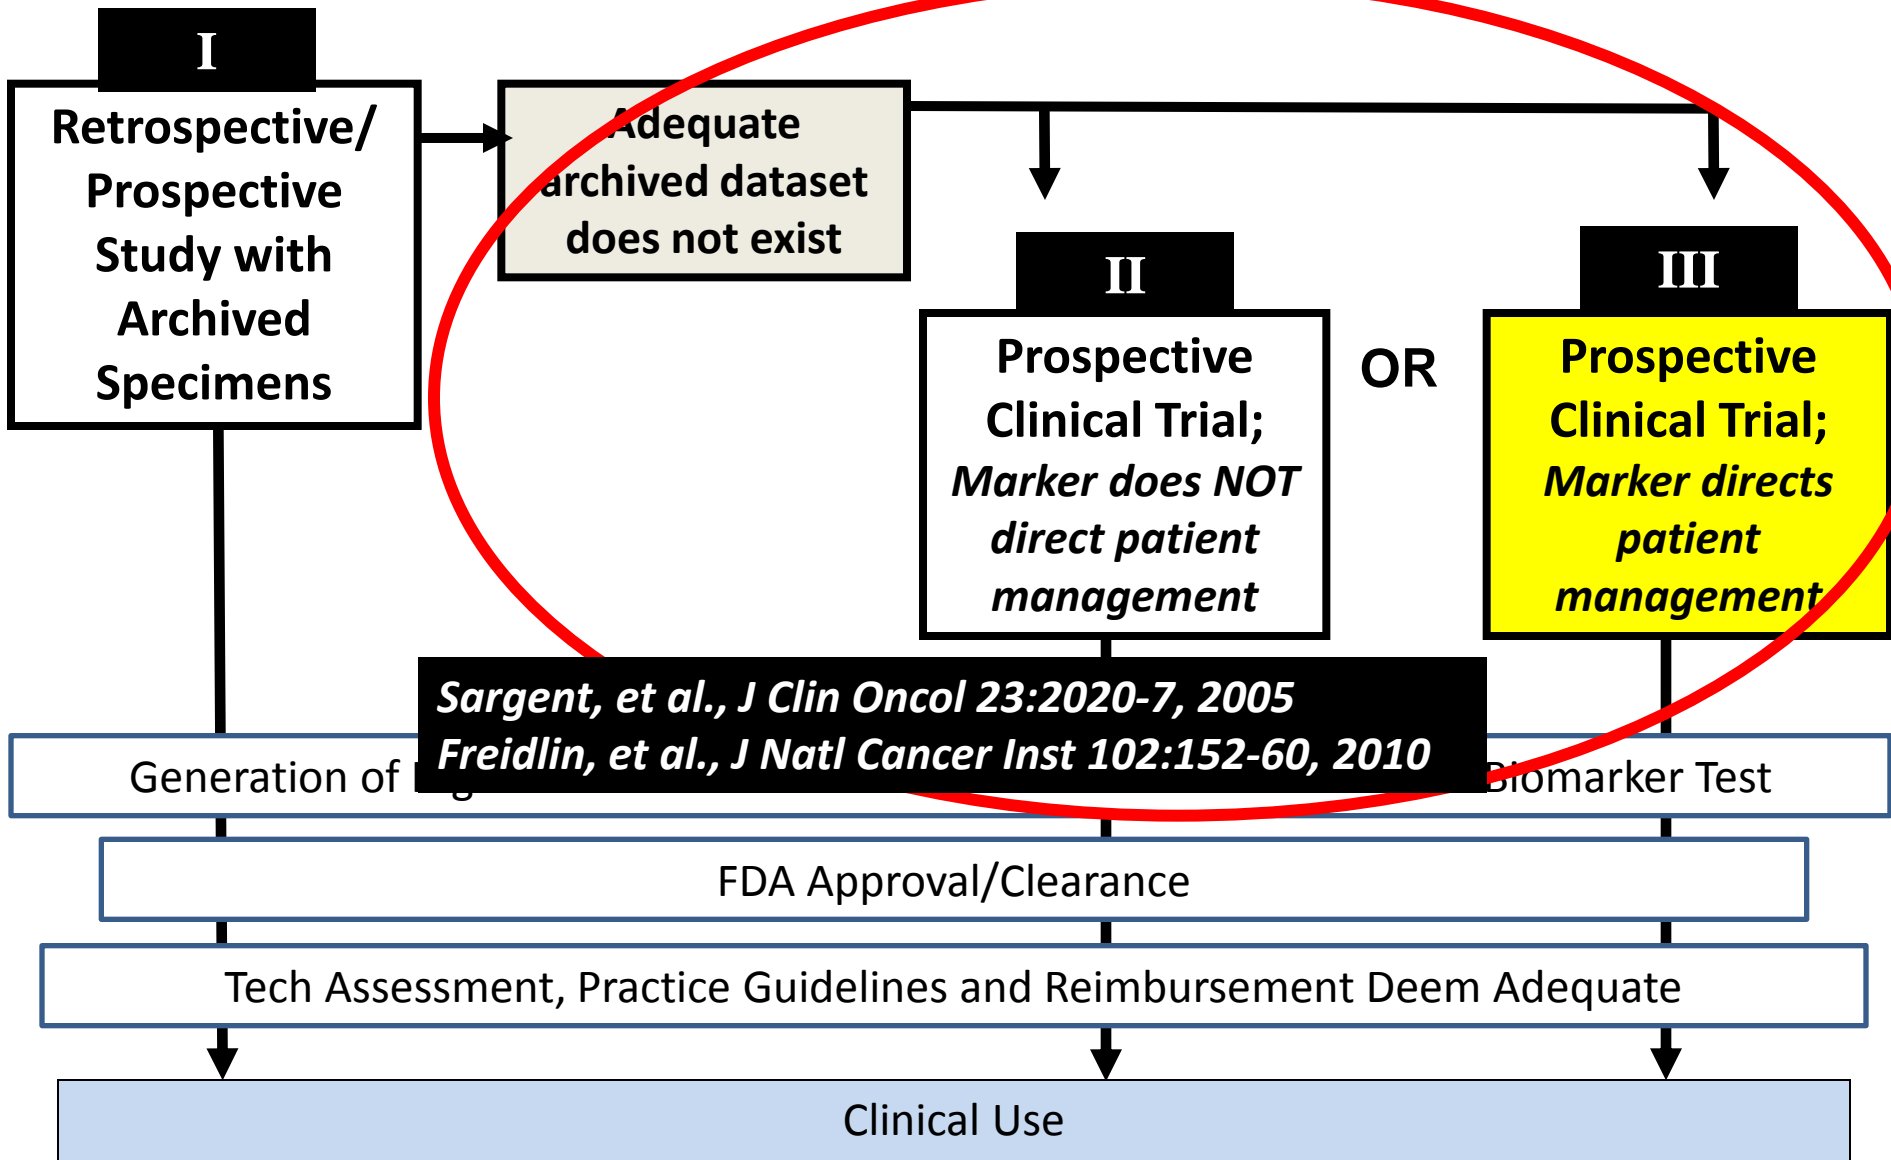 I
Retrospective/
Prospective
Study with
Archived
Specimens
Adequate
archived dataset
does not exist
II
Prospective
Clinical Trial;
Marker does NOT
direct patient
management
OR
III
Prospective
Clinical Trial;
Marker directs
patient
management
Sargent, et al., J Clin Oncol 23:2020-7, 2005
Freidlin, et al., J Natl Cancer Inst 102:152-60, 2010
Generation of Biomarker Test
FDA Approval/Clearance
Tech Assessment, Practice Guidelines and Reimbursement Deem Adequate
Clinical Use